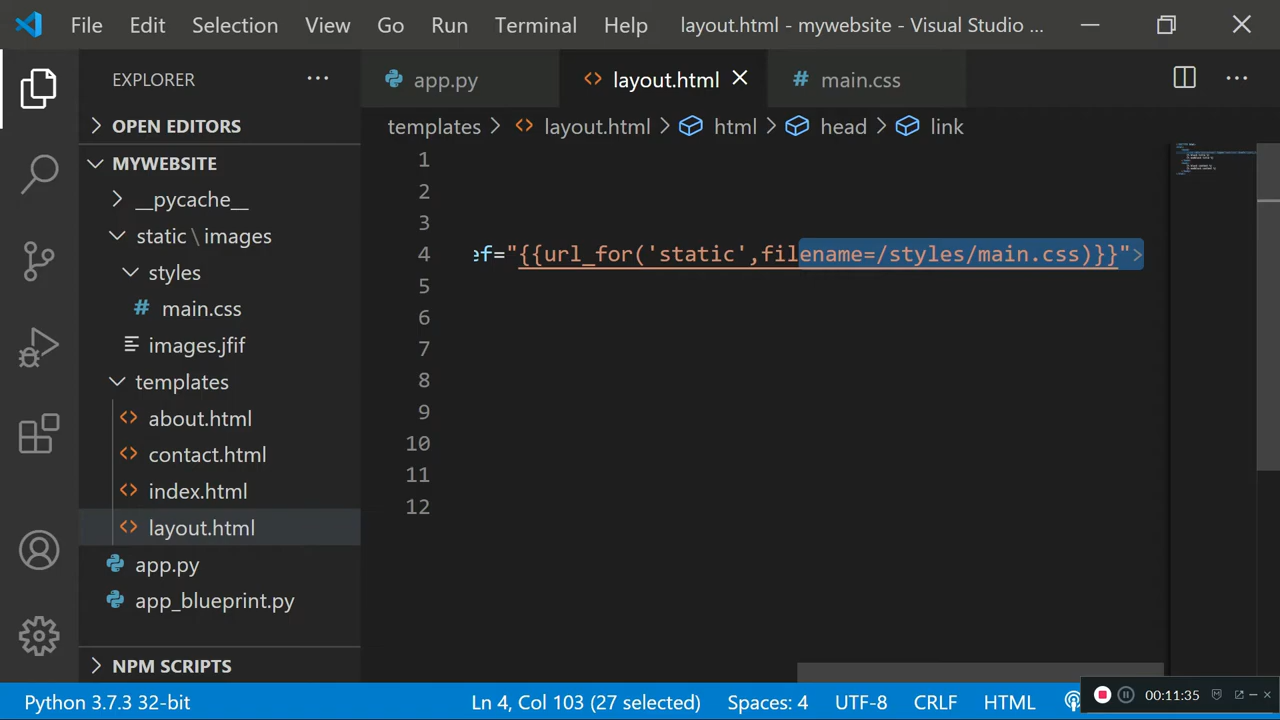 File Edit Selection View Go Run Terminal Help layout.html - mywebsite - Visual Studio ...
EXPLORER ...
app.py layout.html main.css ...
OPEN EDITORS
templates > layout.html > html > head > link
MYWEBSITE
__pycache__
static \ images
styles
main.css
images.jfif
templates
about.html
contact.html
index.html
layout.html
app.py
app_blueprint.py
NPM SCRIPTS
1
2
3
4 ef="{{url_for('static',filename=/styles/main.css)}}">
5
6
7
8
9
10
11
12
Python 3.7.3 32-bit Ln 4, Col 103 (27 selected) Spaces: 4 UTF-8 CRLF HTML 00:11:35